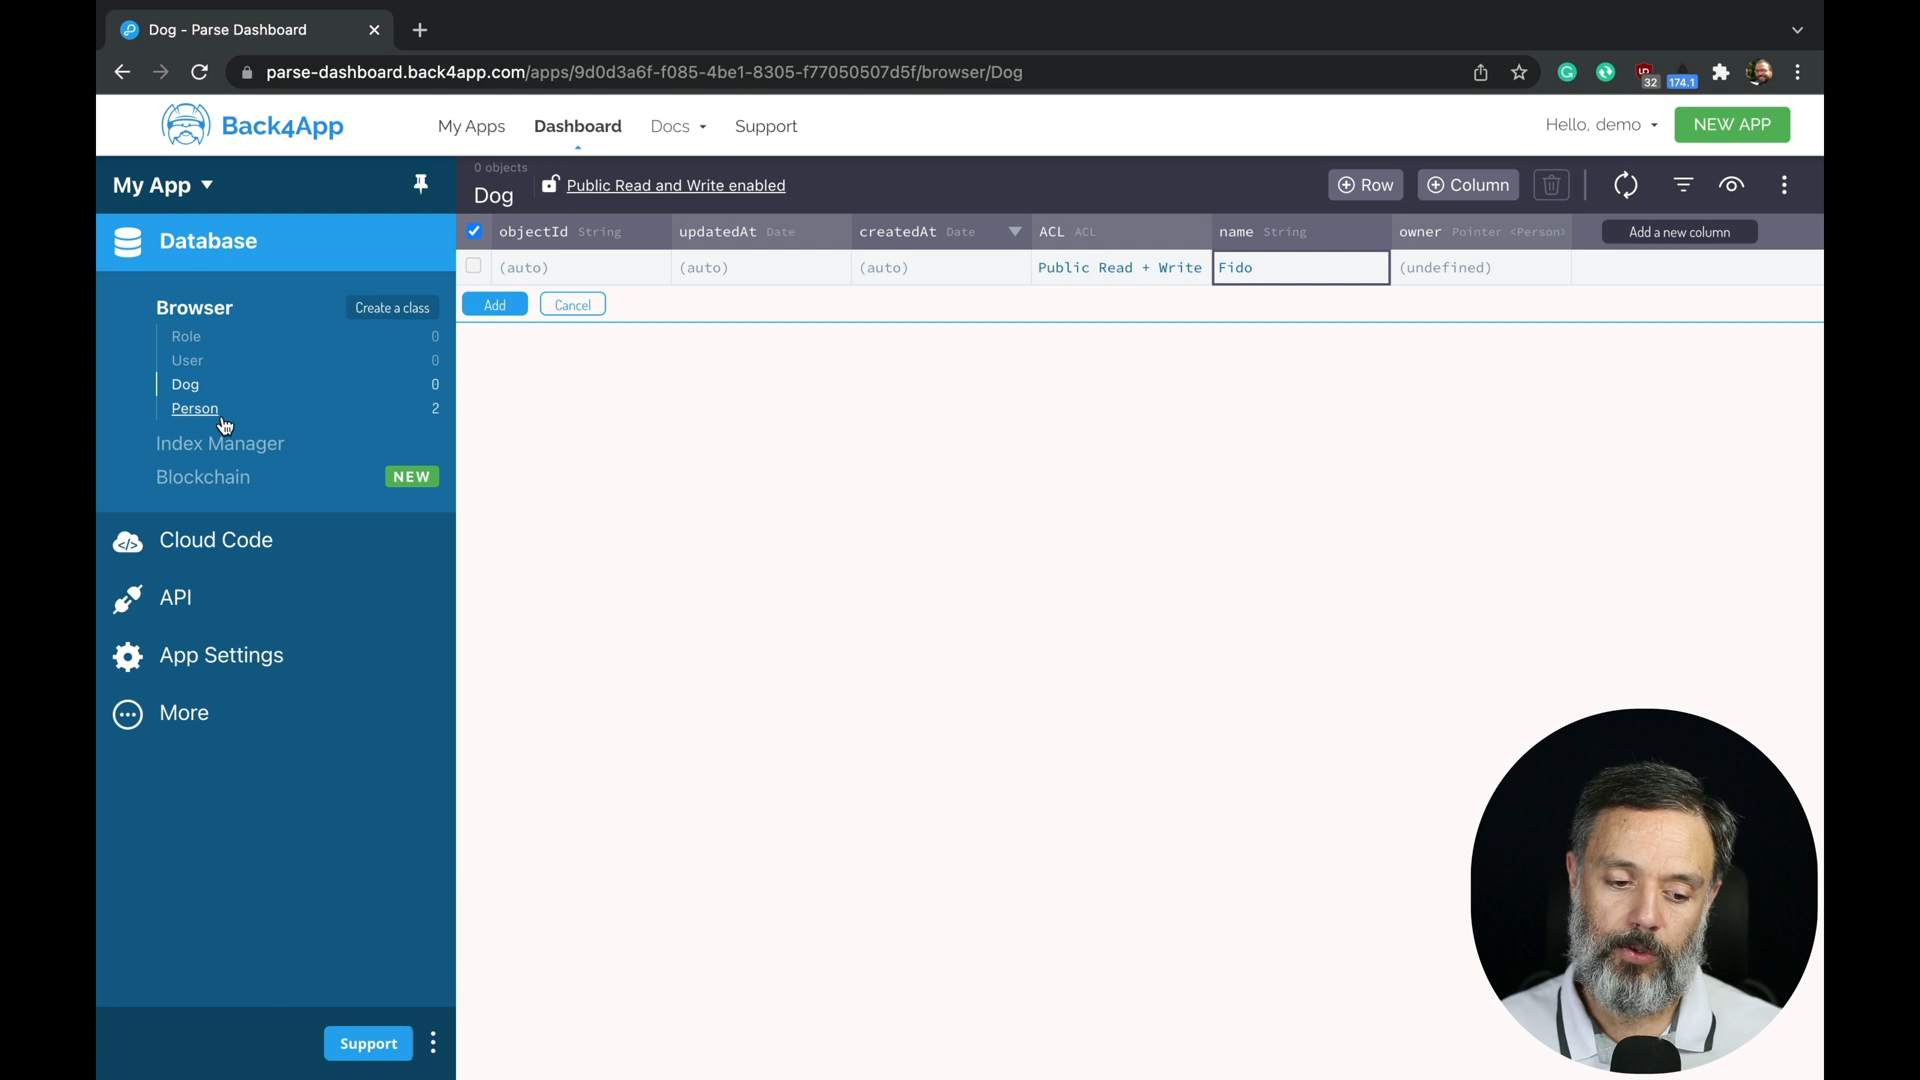 Dog - Parse Dashboard
parse-dashboard.back4app.com/apps/9d0d3a6f-f085-4be1-8305-f77050507d5f/browser/Dog
32
174.1
Back4App
My Apps
Dashboard
Docs
Support
Hello, demo
NEW APP
My App
0 objects
Dog
Public Read and Write enabled
Row
Column
Database
objectId String
updatedAt Date
createdAt Date
ACL ACL
name String
owner Pointer <Person>
Add a new column
(auto)
(auto)
(auto)
Public Read + Write
Fido
(undefined)
Add
Cancel
Browser
Create a class
Role 0
User 0
Dog 0
Person 2
Index Manager
Blockchain
NEW
Cloud Code
API
App Settings
More
Support